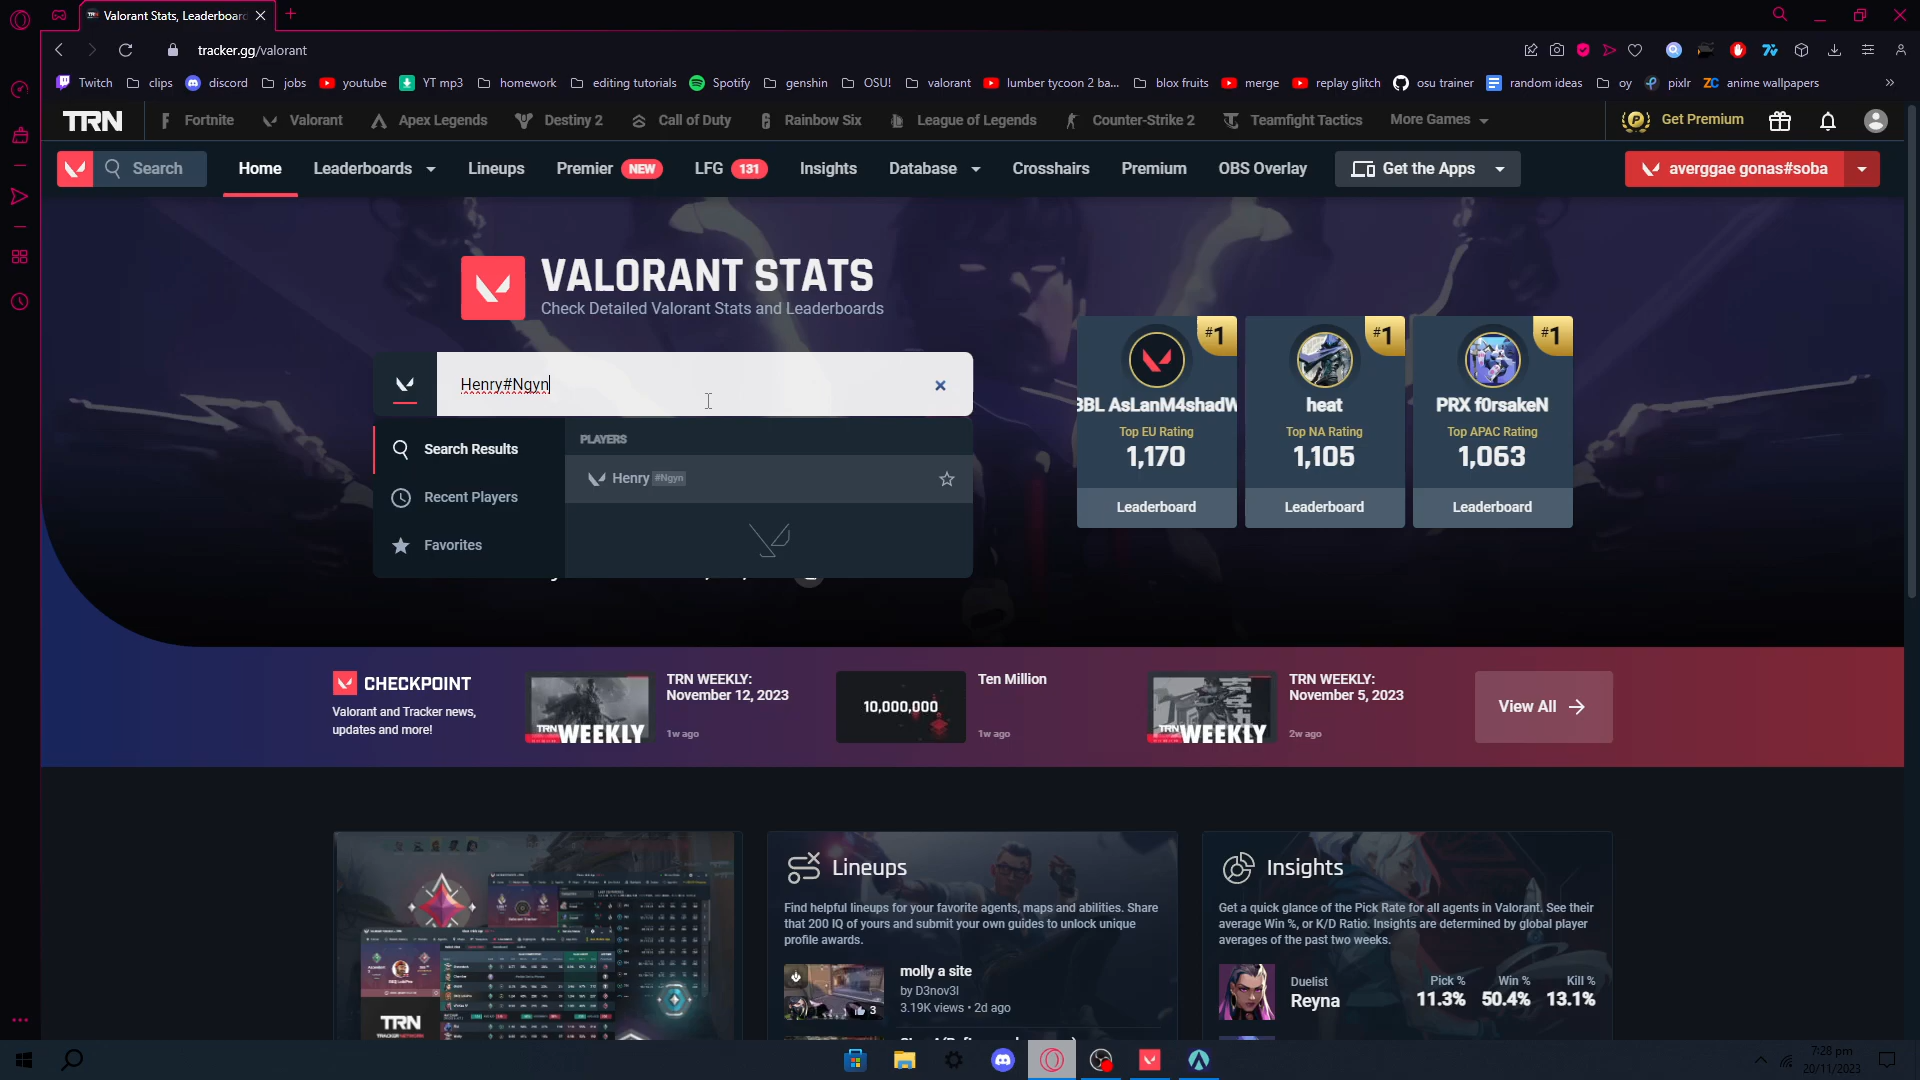 Valorant Stats, Leaderboard
tracker.gg/valorant
Twitch clips discord jobs youtube YT mp3 homework editing tutorials Spotify genshin OSU! valorant lumber tycoon 2 ba... blox fruits merge replay glitch osu trainer random ideas oy pixlr anime wallpapers »
TRN Fortnite Valorant Apex Legends Destiny 2 Call of Duty Rainbow Six League of Legends Counter-Strike 2 Teamfight Tactics More Games Get Premium
Search Home Leaderboards Lineups Premier NEW LFG 131 Insights Database Crosshairs Premium OBS Overlay Get the Apps averggae gonas#soba
VALORANT STATS
Check Detailed Valorant Stats and Leaderboards
Henry#Ngyn
Search Results
Recent Players
Favorites
PLAYERS
Henry #Ngyn
#1
BBL AsLanM4shadW
Top EU Rating
1,170
Leaderboard
#1
heat
Top NA Rating
1,105
Leaderboard
#1
PRX f0rsakeN
Top APAC Rating
1,063
Leaderboard
CHECKPOINT
Valorant and Tracker news,
updates and more!
TRN WEEKLY
TRN WEEKLY:
November 12, 2023
1w ago
10,000,000
Ten Million
1w ago
TRN WEEKLY
TRN WEEKLY:
November 5, 2023
2w ago
View All
TRN
Lineups
Find helpful lineups for your favorite agents, maps and abilities. Share
that 200 IQ of yours and submit your own guides to unlock unique
profile awards.
3
molly a site
by D3nov3l
3.19K views • 2d ago
Insights
Get a quick glance of the Pick Rate for all agents in Valorant. See their
average Win %, or K/D Ratio. Insights are determined by global player
averages of the past two weeks.
Duelist
Reyna
Pick % Win % Kill %
11.3% 50.4% 13.1%
7:28 pm
20/11/2023